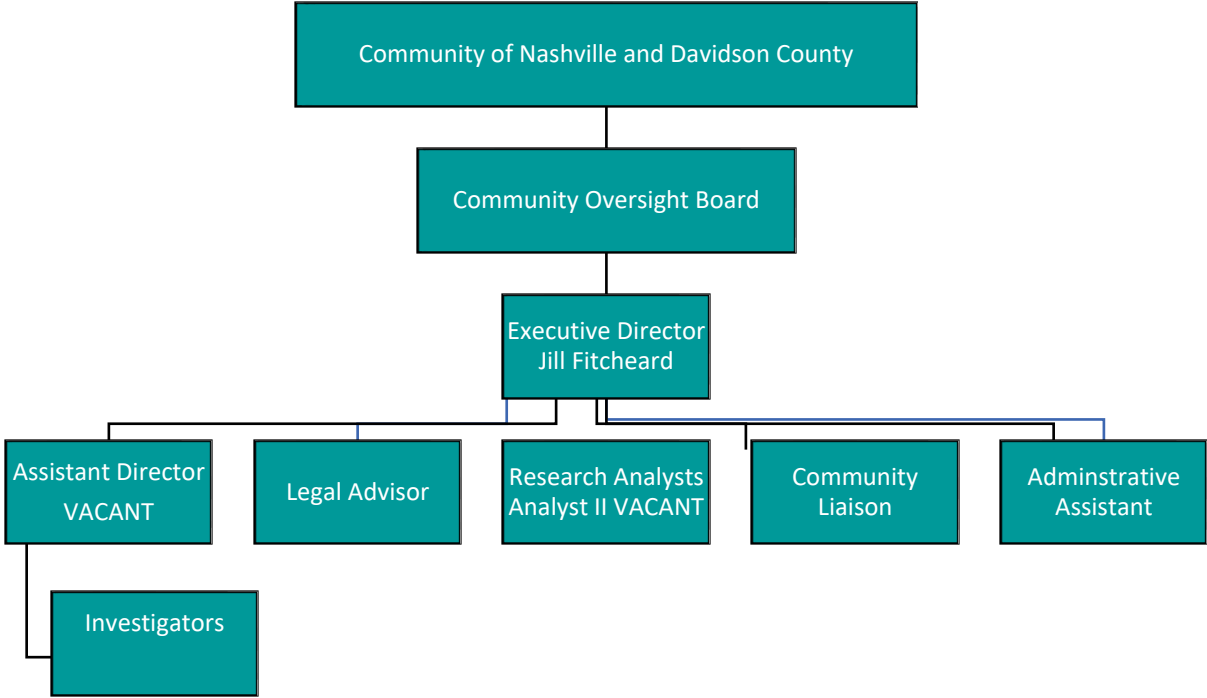 Community of Nashville and Davidson County
Community Oversight Board
Executive Director
Jill Fitcheard
Assistant Director
VACANT
Legal Advisor
Research Analysts
Analyst II VACANT
Community
Liaison
Adminstrative
Assistant
Investigators